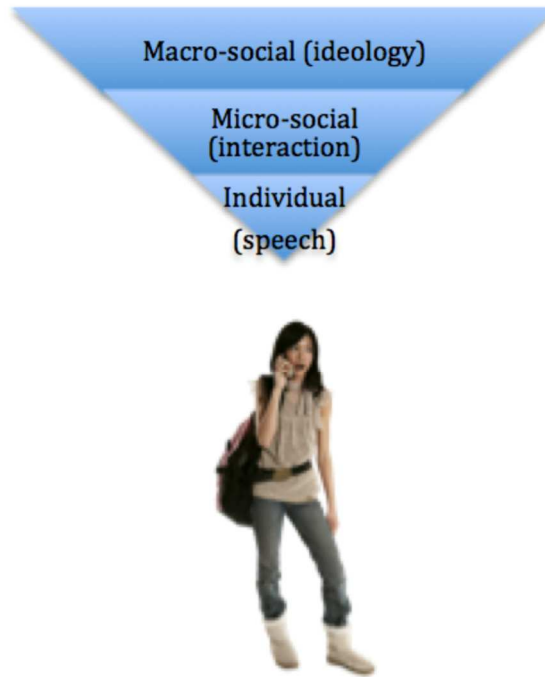 Macro-social (ideology)
Micro-social
(interaction)
Individual
(speech)